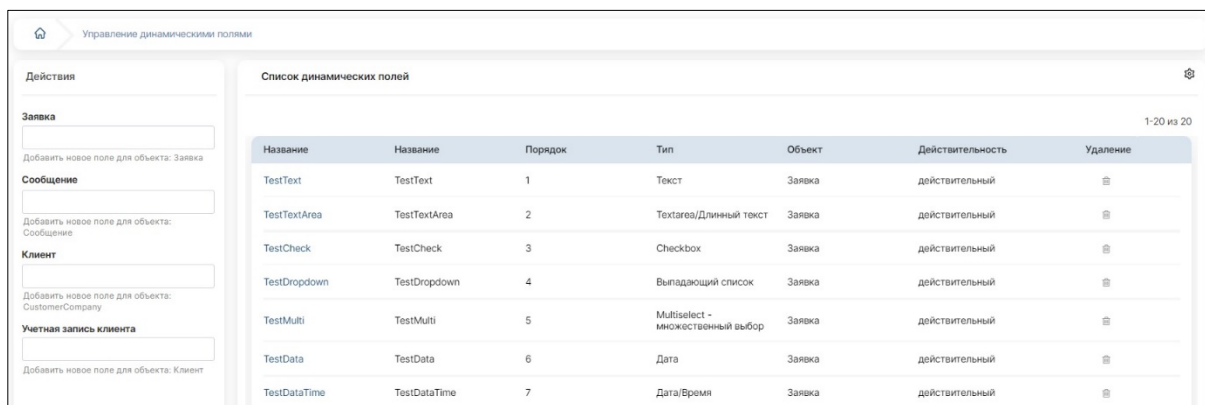 Управление динамическими полями
Действия
Заявка
Добавить новое поле для объекта: Заявка
Сообщение
Добавить новое поле для объекта:
Сообщение
Клиент
Добавить новое поле для объекта:
CustomerCompany
Учетная запись клиента
Добавить новое поле для объекта: Клиент
Список динамических полей
1-20 из 20
Название Название Порядок Тип Объект Действительность Удаление
TestText TestText 1 Текст Заявка действительный
TestTextArea TestTextArea 2 Textarea/Длинный текст Заявка действительный
TestCheck TestCheck 3 Checkbox Заявка действительный
TestDropdown TestDropdown 4 Выпадающий список Заявка действительный
TestMulti TestMulti 5 Multiselect - множественный выбор Заявка действительный
TestData TestData 6 Дата Заявка действительный
TestDataTime TestDataTime 7 Дата/Время Заявка действительный